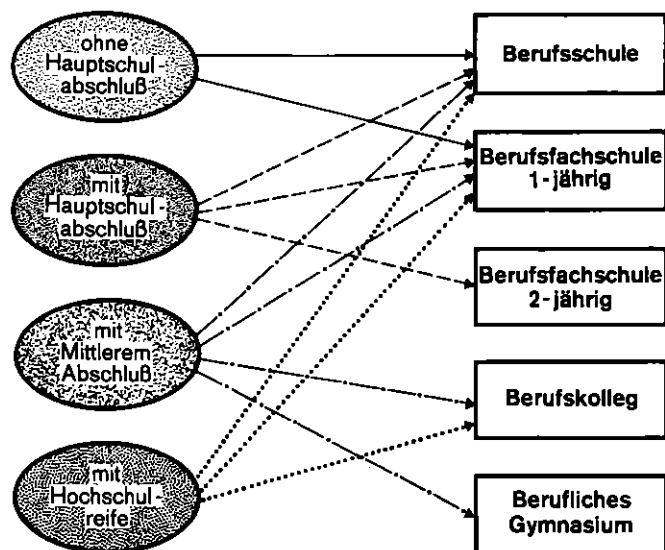 ohne
Hauptschul-
abschluß
mit
Hauptschul-
abschluß
mit
Mittlerem
Abschluß
mit
Hochschul-
reife
Berufsschule
Berufsfachschule
1-jährig
Berufsfachschule
2-jährig
Berufskolleg
Berufliches
Gymnasium